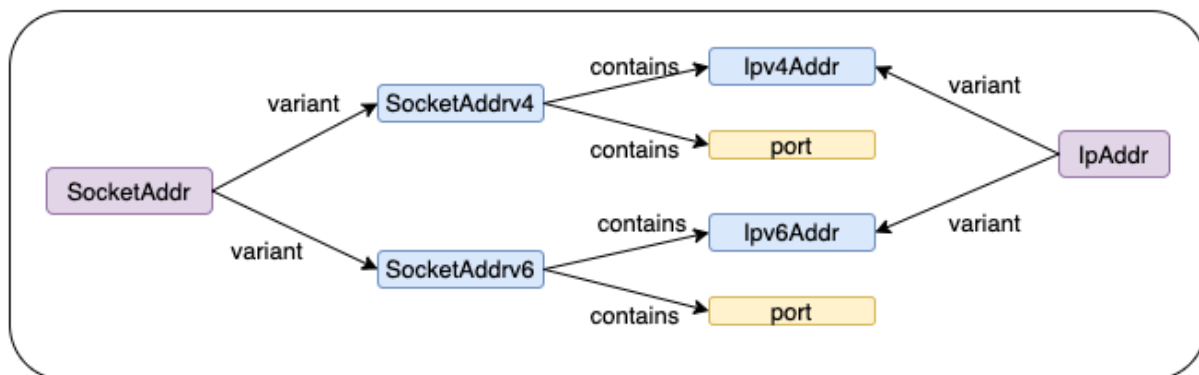 contains
Ipv4Addr
variant
SocketAddrv4
variant
contains
port
IpAddr
SocketAddr
contains
Ipv6Addr
variant
variant
SocketAddrv6
contains
port